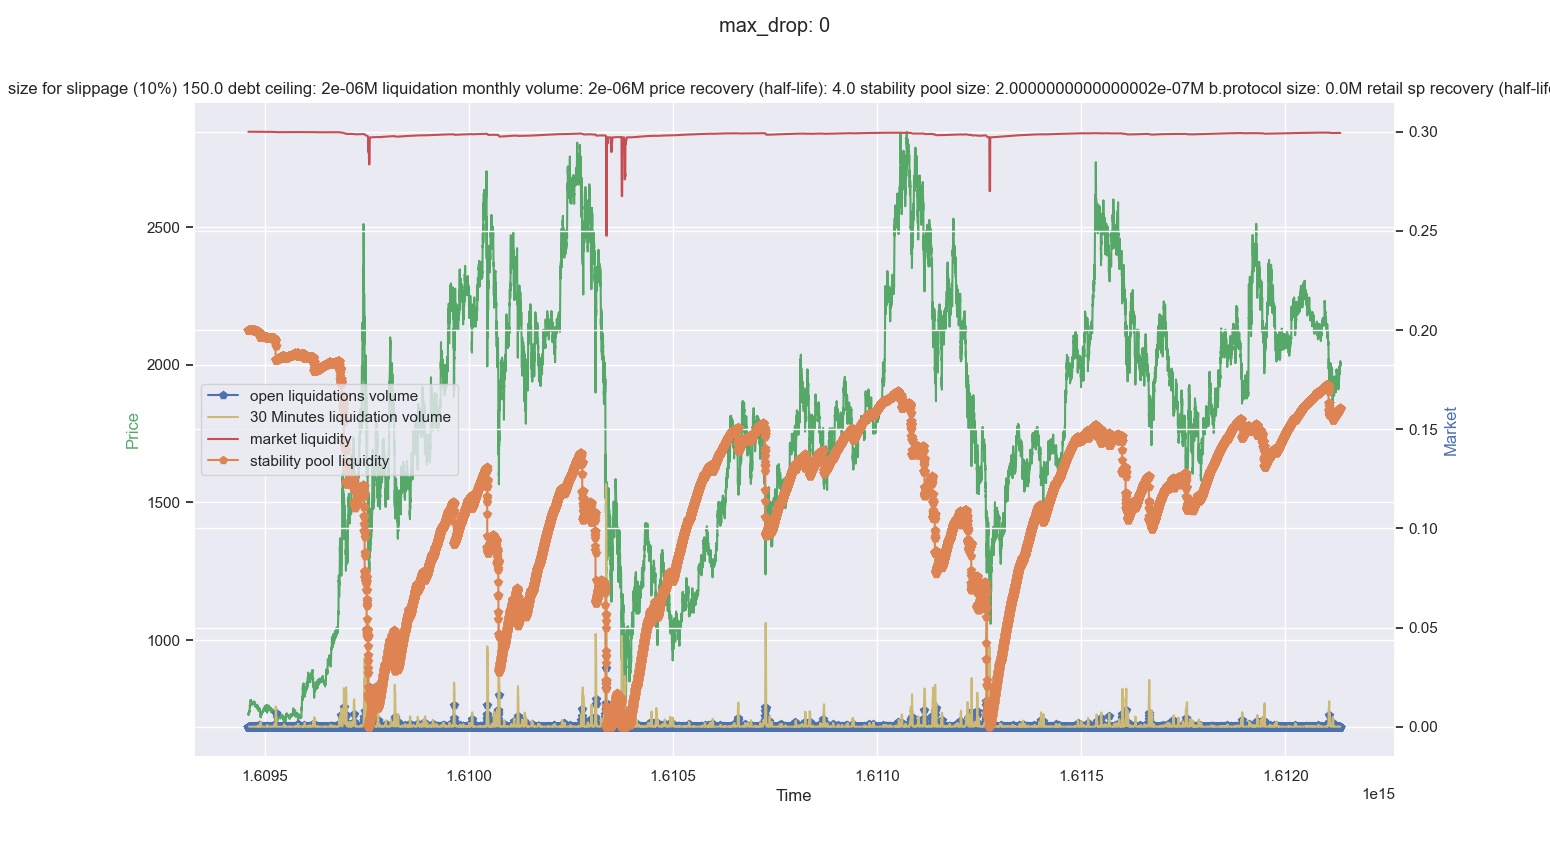 max_drop: 0
size for slippage (10%) 150.0 debt ceiling: 2e-06M liquidation monthly volume: 2e-06M price recovery (half-life): 4.0 stability pool size: 2.0000000000000002e-07M b.protocol size: 0.0M retail sp recovery (half-life
0.30
2500
0.25
2000
0.20
open liquidations volume
30 Minutes liquidation volume
market liquidity
stability pool liquidity
Price
Market
0.15
1500
0.10
1000
0.05
0.00
1.6095 1.6100 1.6105 1.6110 1.6115 1.6120
Time
1e15